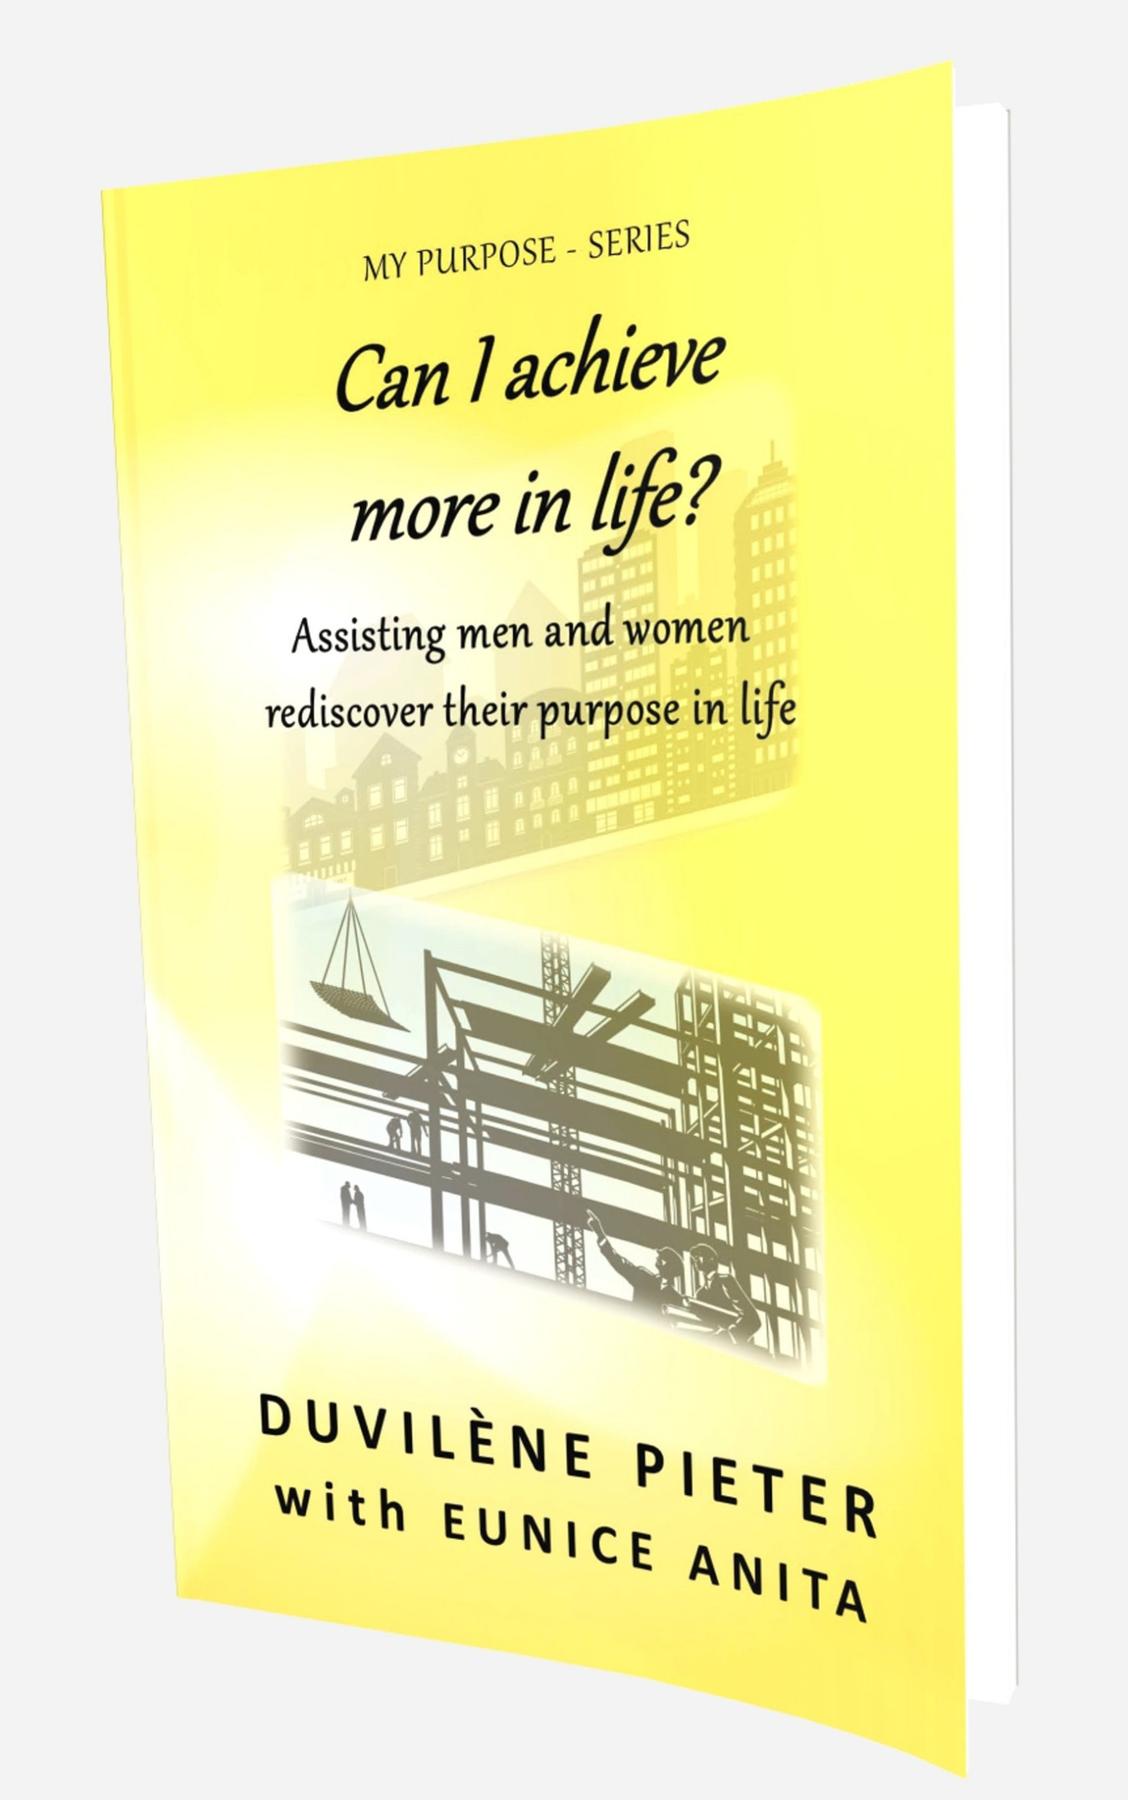 MY PURPOSE - SERIES
Can I achieve
more in life?
Assisting men and women
rediscover their purpose in life
DUVILÈNE PIETER
with EUNICE ANITA